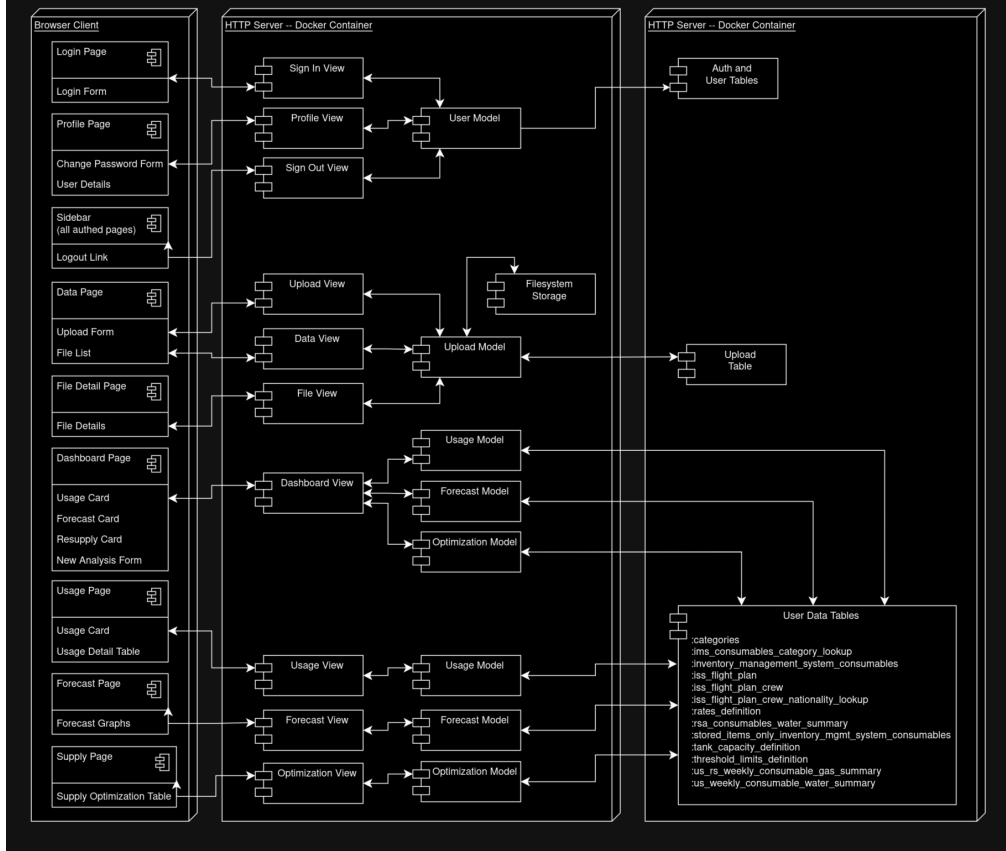 Browser Client
Login Page
Login Form
Profile Page
Change Password Form
User Details
Sidebar
(all authed pages)
Logout Link
Data Page
Upload Form
File List
File Detail Page
File Details
Dashboard Page
Usage Card
Forecast Card
Resupply Card
New Analysis Form
Usage Page
Usage Card
Usage Detail Table
Forecast Page
Forecast Graphs
Supply Page
Supply Optimization Table
HTTP Server -- Docker Container
Sign In View
Profile View
User Model
Sign Out View
Upload View
Filesystem
Storage
Data View
Upload Model
File View
Usage Model
Dashboard View
Forecast Model
Optimization Model
Usage View
Usage Model
Forecast View
Forecast Model
Optimization View
Optimization Model
HTTP Server -- Docker Container
Auth and
User Tables
Upload
Table
User Data Tables
:categories
:ims_consumables_category_lookup
:inventory_management_system_consumables
:iss_flight_plan
:iss_flight_plan_crew
:iss_flight_plan_crew_nationality_lookup
:rates_definition
:rsa_consumables_water_summary
:stored_items_only_inventory_mgmt_system_consumables
:tank_capacity_definition
:threshold_limits_definition
:us_rs_weekly_consumable_gas_summary
:us_weekly_consumable_water_summary